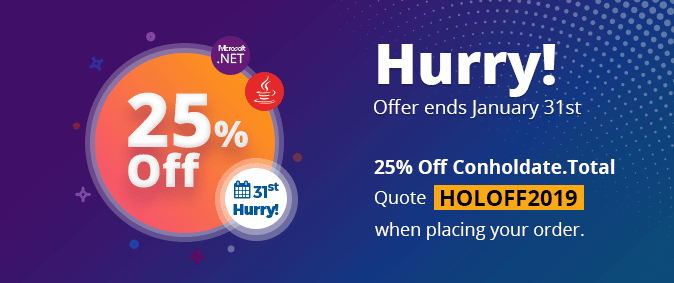 Microsoft
.NET
25%
Off
31st
Hurry!
Hurry!
Offer ends January 31st
25% Off Conholdate.Total
Quote HOLOFF2019
when placing your order.